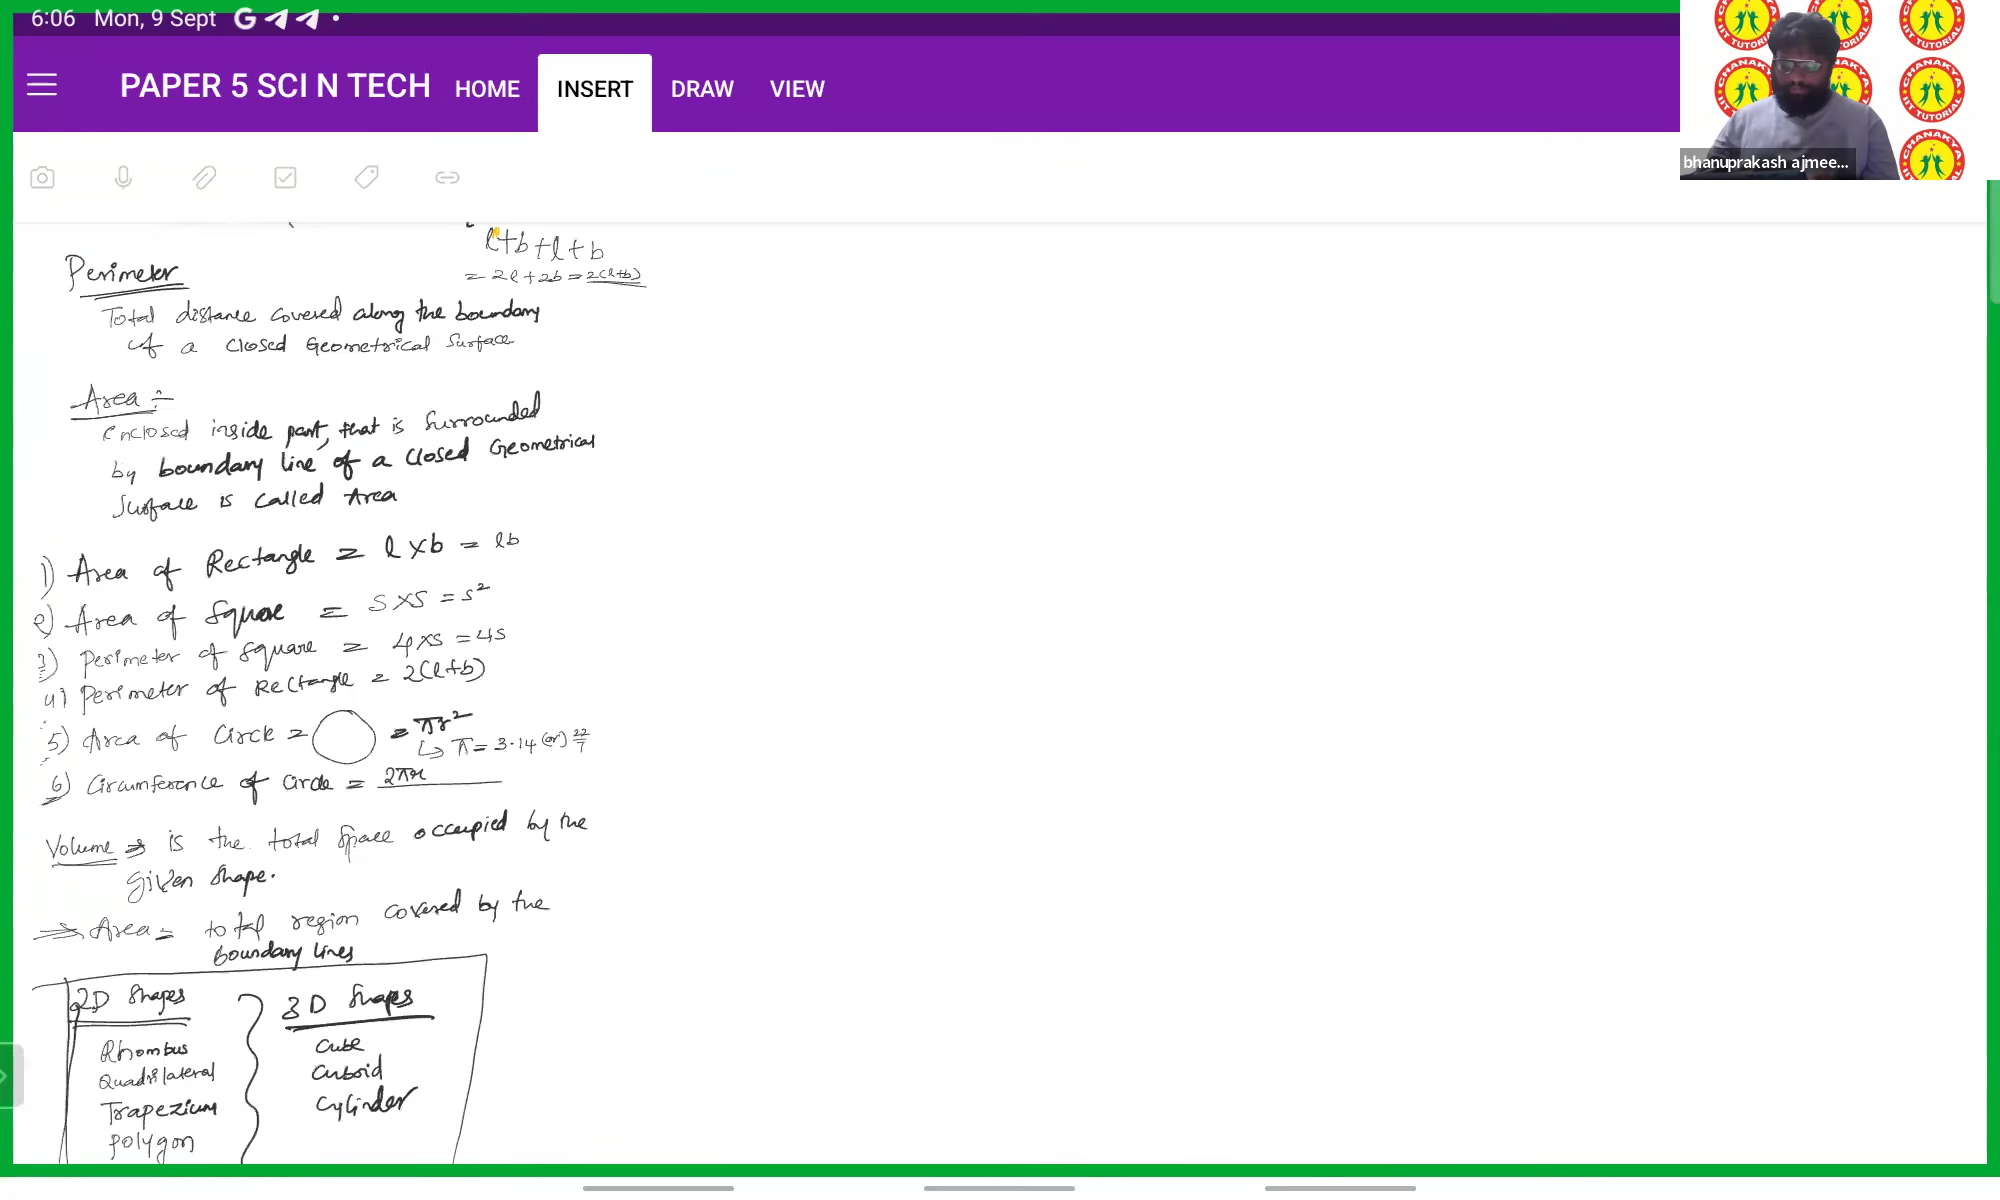 6:06 Mon, 9 Sept
PAPER 5 SCI N TECH HOME INSERT DRAW VIEW
CHANAKYA IIT TUTORIAL
bhanuprakash ajmee...
l+b+l+b
= 2l+2b = 2(l+b)
Perimeter
Total distance covered along the boundary
of a closed Geometrical Surface
Area :-
enclosed inside part, that is surrounded
by boundary line of a closed Geometrical
Surface is called Area
1) Area of Rectangle = l×b = lb
2) Area of Square = S×S = s²
3) Perimeter of square = 4×s = 4s
4) Perimeter of Rectangle = 2(l+b)
5) Area of Circle = = πr²
↳ π = 3.14 (or) 22/7
6) Circumference of circle = 2πr
Volume ⇒ is the total space occupied by the
given shape.
⇒ Area = total region covered by the
boundary lines
2D Shapes 3D Shapes
Rhombus Cube
Quadrilateral Cuboid
Trapezium Cylinder
polygon